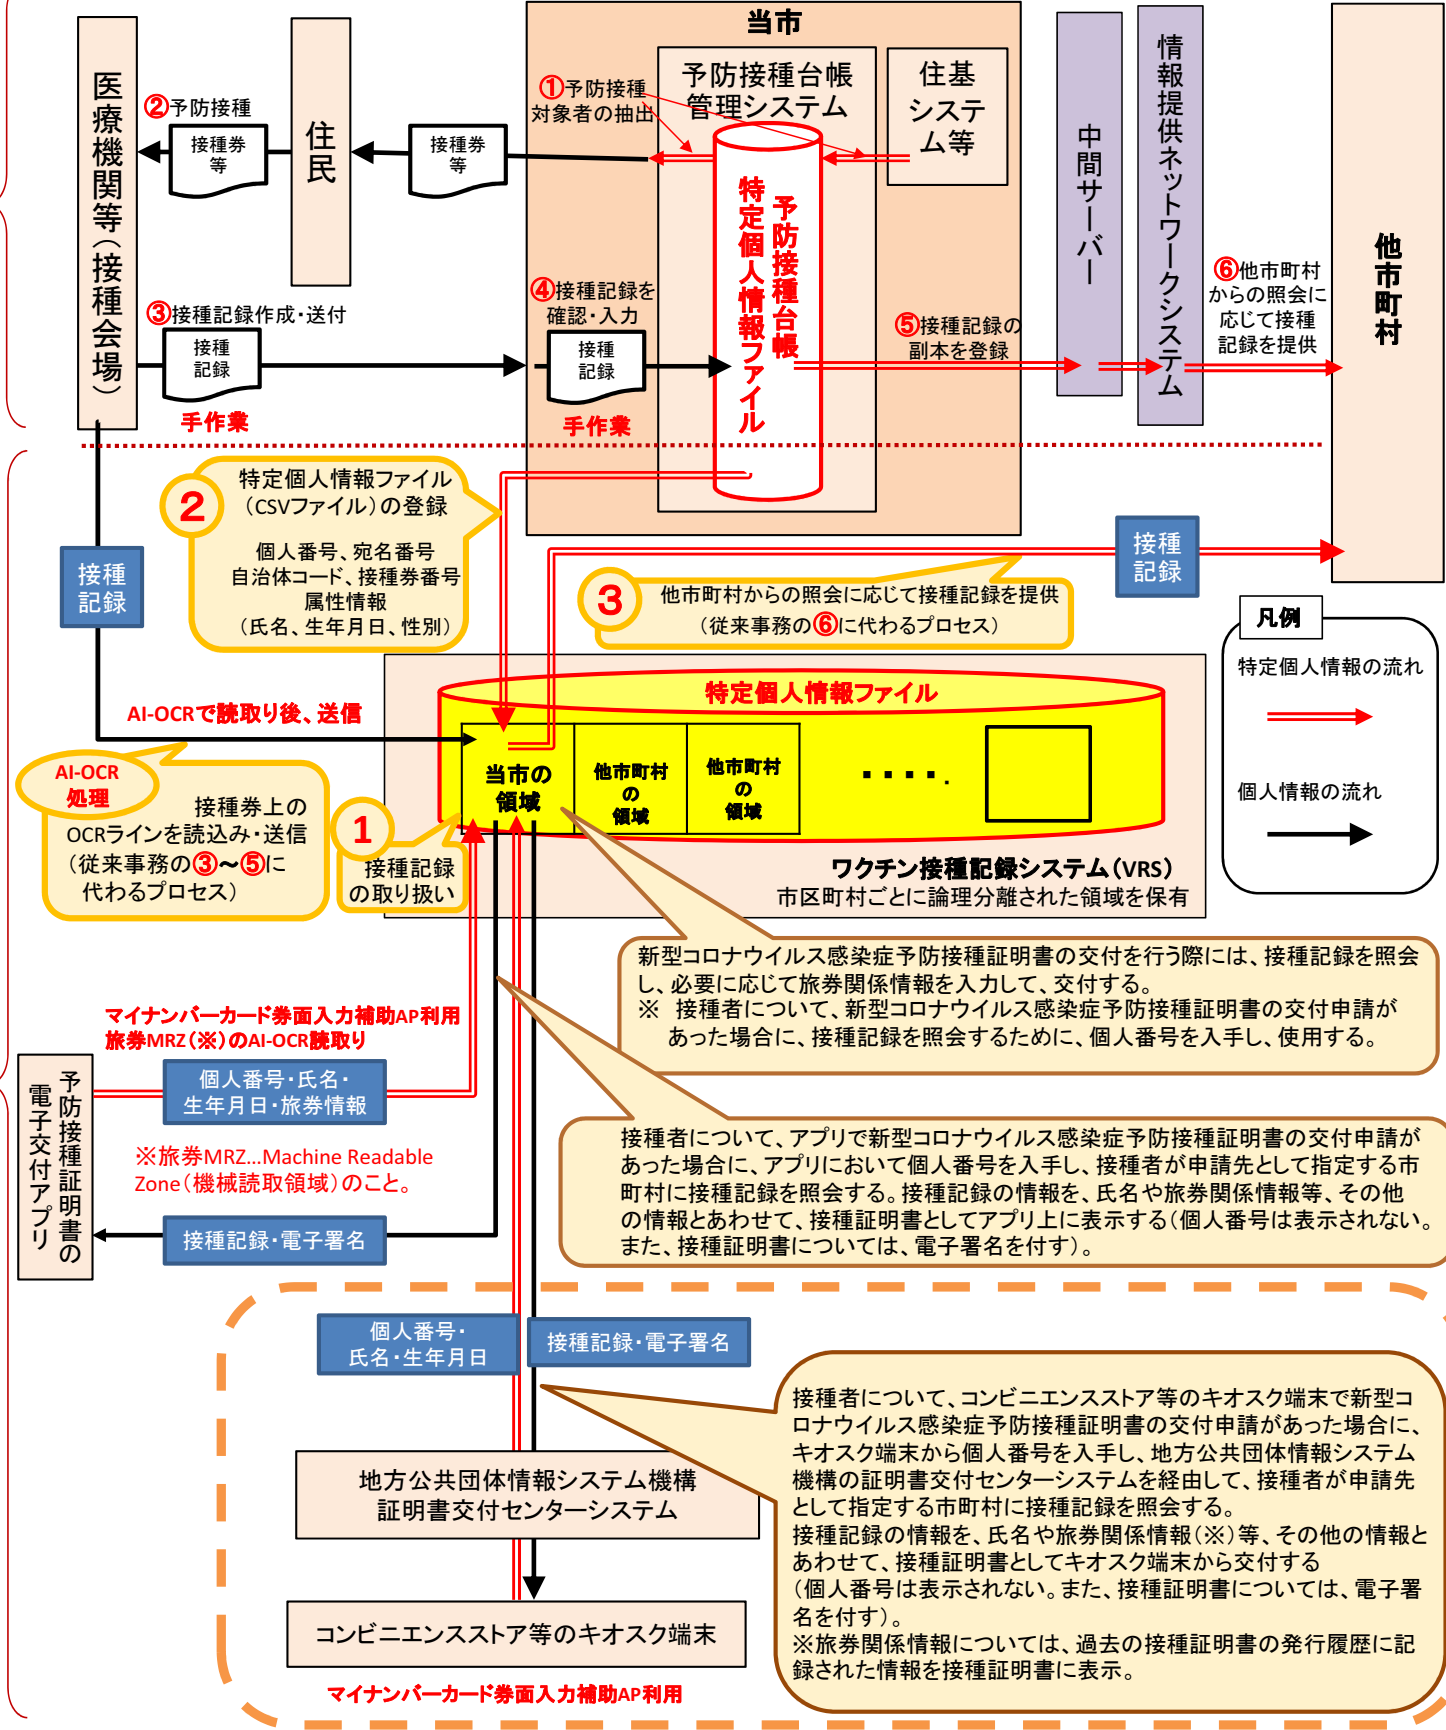 当市
医療機関等(接種会場)
②予防接種
接種券
等
住民
接種券
等
①予防接種
対象者の抽出
予防接種台帳
管理システム
住基
システ
ム等
予防接種台帳
特定個人情報ファイル
中間サーバー
情報提供ネットワークシステム
他市町村
⑥他市町村
からの照会に
応じて接種
記録を提供
③接種記録作成・送付
接種
記録
手作業
④接種記録を
確認・入力
接種
記録
手作業
⑤接種記録の
副本を登録
2
特定個人情報ファイル
(CSVファイル)の登録
個人番号、宛名番号
自治体コード、接種券番号
属性情報
(氏名、生年月日、性別)
接種
記録
接種
記録
3
他市町村からの照会に応じて接種記録を提供
(従来事務の⑥に代わるプロセス)
凡例
特定個人情報の流れ
個人情報の流れ
特定個人情報ファイル
AI-OCRで読取り後、送信
当市の
領域
他市町村
の
領域
他市町村
の
領域
・・・・.
AI-OCR
処理
接種券上の
OCRラインを読込み・送信
(従来事務の③~⑤に
代わるプロセス)
1
接種記録
の取り扱い
ワクチン接種記録システム(VRS)
市区町村ごとに論理分離された領域を保有
新型コロナウイルス感染症予防接種証明書の交付を行う際には、接種記録を照会
し、必要に応じて旅券関係情報を入力して、交付する。
※ 接種者について、新型コロナウイルス感染症予防接種証明書の交付申請が
あった場合に、接種記録を照会するために、個人番号を入手し、使用する。
マイナンバーカード券面入力補助AP利用
旅券MRZ(※)のAI-OCR読取り
予防接種証明書の
電子交付アプリ
個人番号・氏名・
生年月日・旅券情報
※旅券MRZ…Machine Readable
Zone(機械読取領域)のこと。
接種記録・電子署名
接種者について、アプリで新型コロナウイルス感染症予防接種証明書の交付申請が
あった場合に、アプリにおいて個人番号を入手し、接種者が申請先として指定する市
町村に接種記録を照会する。接種記録の情報を、氏名や旅券関係情報等、その他
の情報とあわせて、接種証明書としてアプリ上に表示する(個人番号は表示されない。
また、接種証明書については、電子署名を付す)。
個人番号・
氏名・生年月日
接種記録・電子署名
接種者について、コンビニエンスストア等のキオスク端末で新型コ
ロナウイルス感染症予防接種証明書の交付申請があった場合に、
キオスク端末から個人番号を入手し、地方公共団体情報システム
機構の証明書交付センターシステムを経由して、接種者が申請先
として指定する市町村に接種記録を照会する。
接種記録の情報を、氏名や旅券関係情報(※)等、その他の情報と
あわせて、接種証明書としてキオスク端末から交付する
(個人番号は表示されない。また、接種証明書については、電子署
名を付す)。
※旅券関係情報については、過去の接種証明書の発行履歴に記
録された情報を接種証明書に表示。
地方公共団体情報システム機構
証明書交付センターシステム
コンビニエンスストア等のキオスク端末
マイナンバーカード券面入力補助AP利用